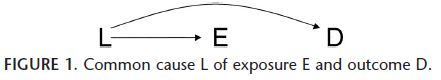 L E D
FIGURE 1. Common cause L of exposure E and outcome D.